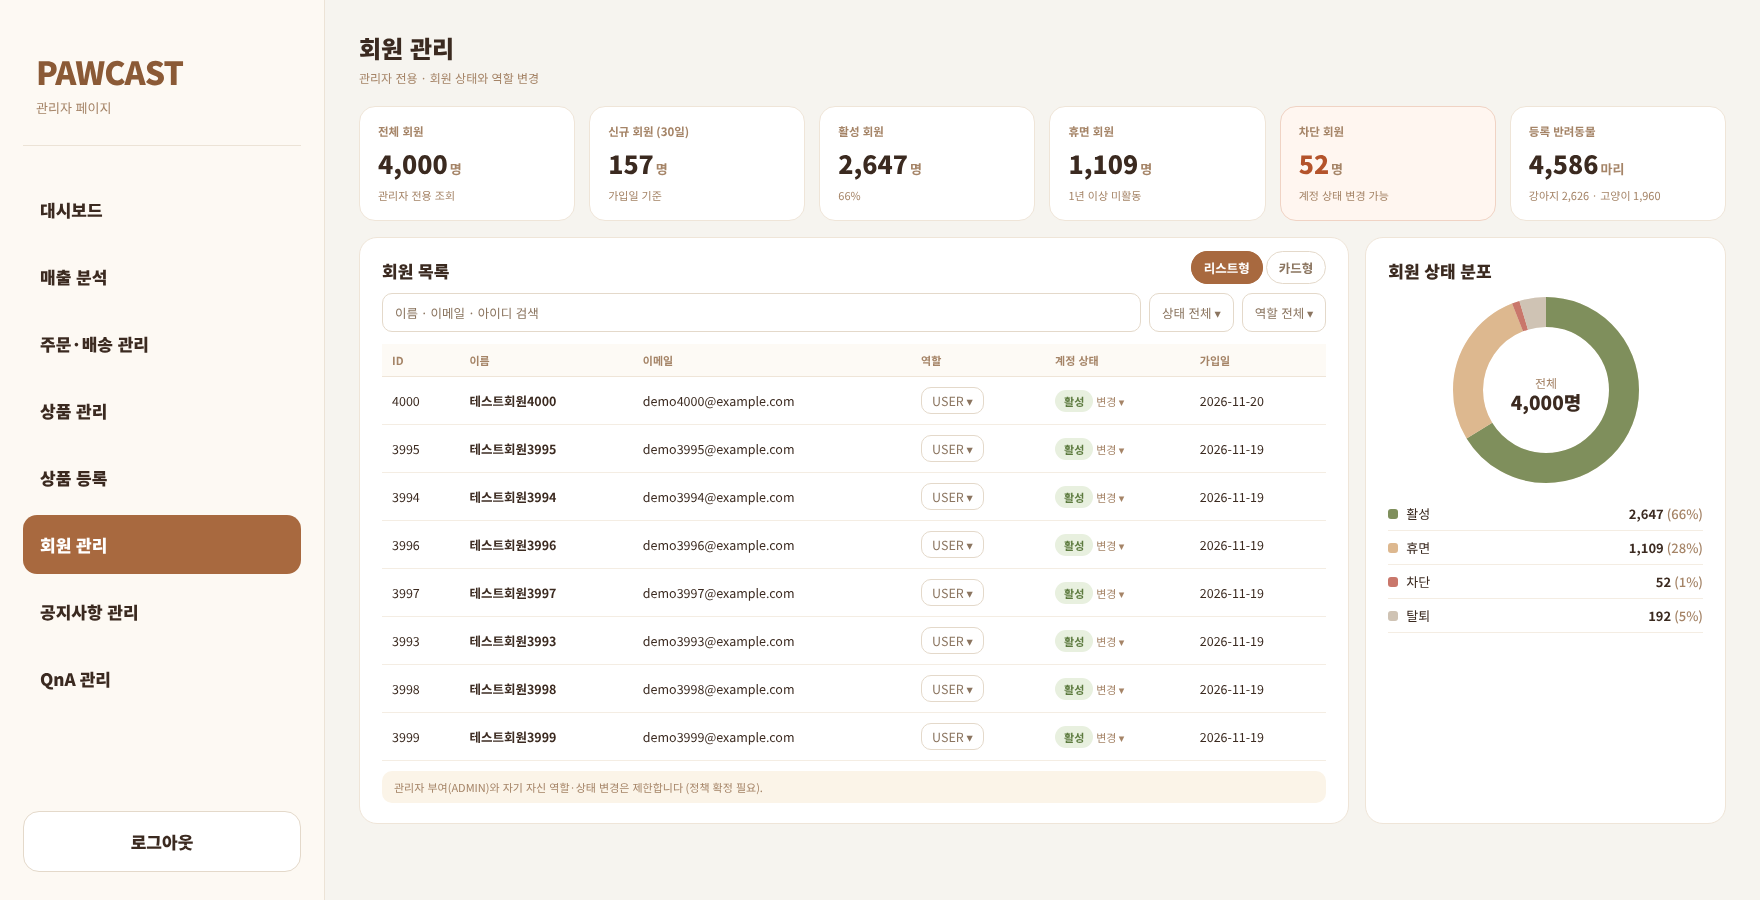 PAWCAST
관리자 페이지
대시보드
매출 분석
주문·배송 관리
상품 관리
상품 등록
회원 관리
공지사항 관리
QnA 관리
로그아웃
회원 관리
관리자 전용 · 회원 상태와 역할 변경
전체 회원
4,000 명
관리자 전용 조회
신규 회원 (30일)
157 명
가입일 기준
활성 회원
2,647 명
66%
휴면 회원
1,109 명
1년 이상 미활동
차단 회원
52 명
계정 상태 변경 가능
등록 반려동물
4,586 마리
강아지 2,626 · 고양이 1,960
회원 목록
리스트형 카드형
이름 · 이메일 · 아이디 검색 상태 전체 ▾ 역할 전체 ▾
ID 이름 이메일 역할 계정 상태 가입일
4000 테스트회원4000 demo4000@example.com USER ▾ 활성 변경 ▾ 2026-11-20
3995 테스트회원3995 demo3995@example.com USER ▾ 활성 변경 ▾ 2026-11-19
3994 테스트회원3994 demo3994@example.com USER ▾ 활성 변경 ▾ 2026-11-19
3996 테스트회원3996 demo3996@example.com USER ▾ 활성 변경 ▾ 2026-11-19
3997 테스트회원3997 demo3997@example.com USER ▾ 활성 변경 ▾ 2026-11-19
3993 테스트회원3993 demo3993@example.com USER ▾ 활성 변경 ▾ 2026-11-19
3998 테스트회원3998 demo3998@example.com USER ▾ 활성 변경 ▾ 2026-11-19
3999 테스트회원3999 demo3999@example.com USER ▾ 활성 변경 ▾ 2026-11-19
관리자 부여(ADMIN)와 자기 자신 역할·상태 변경은 제한합니다 (정책 확정 필요).
회원 상태 분포
전체
4,000명
활성 2,647 (66%)
휴면 1,109 (28%)
차단 52 (1%)
탈퇴 192 (5%)